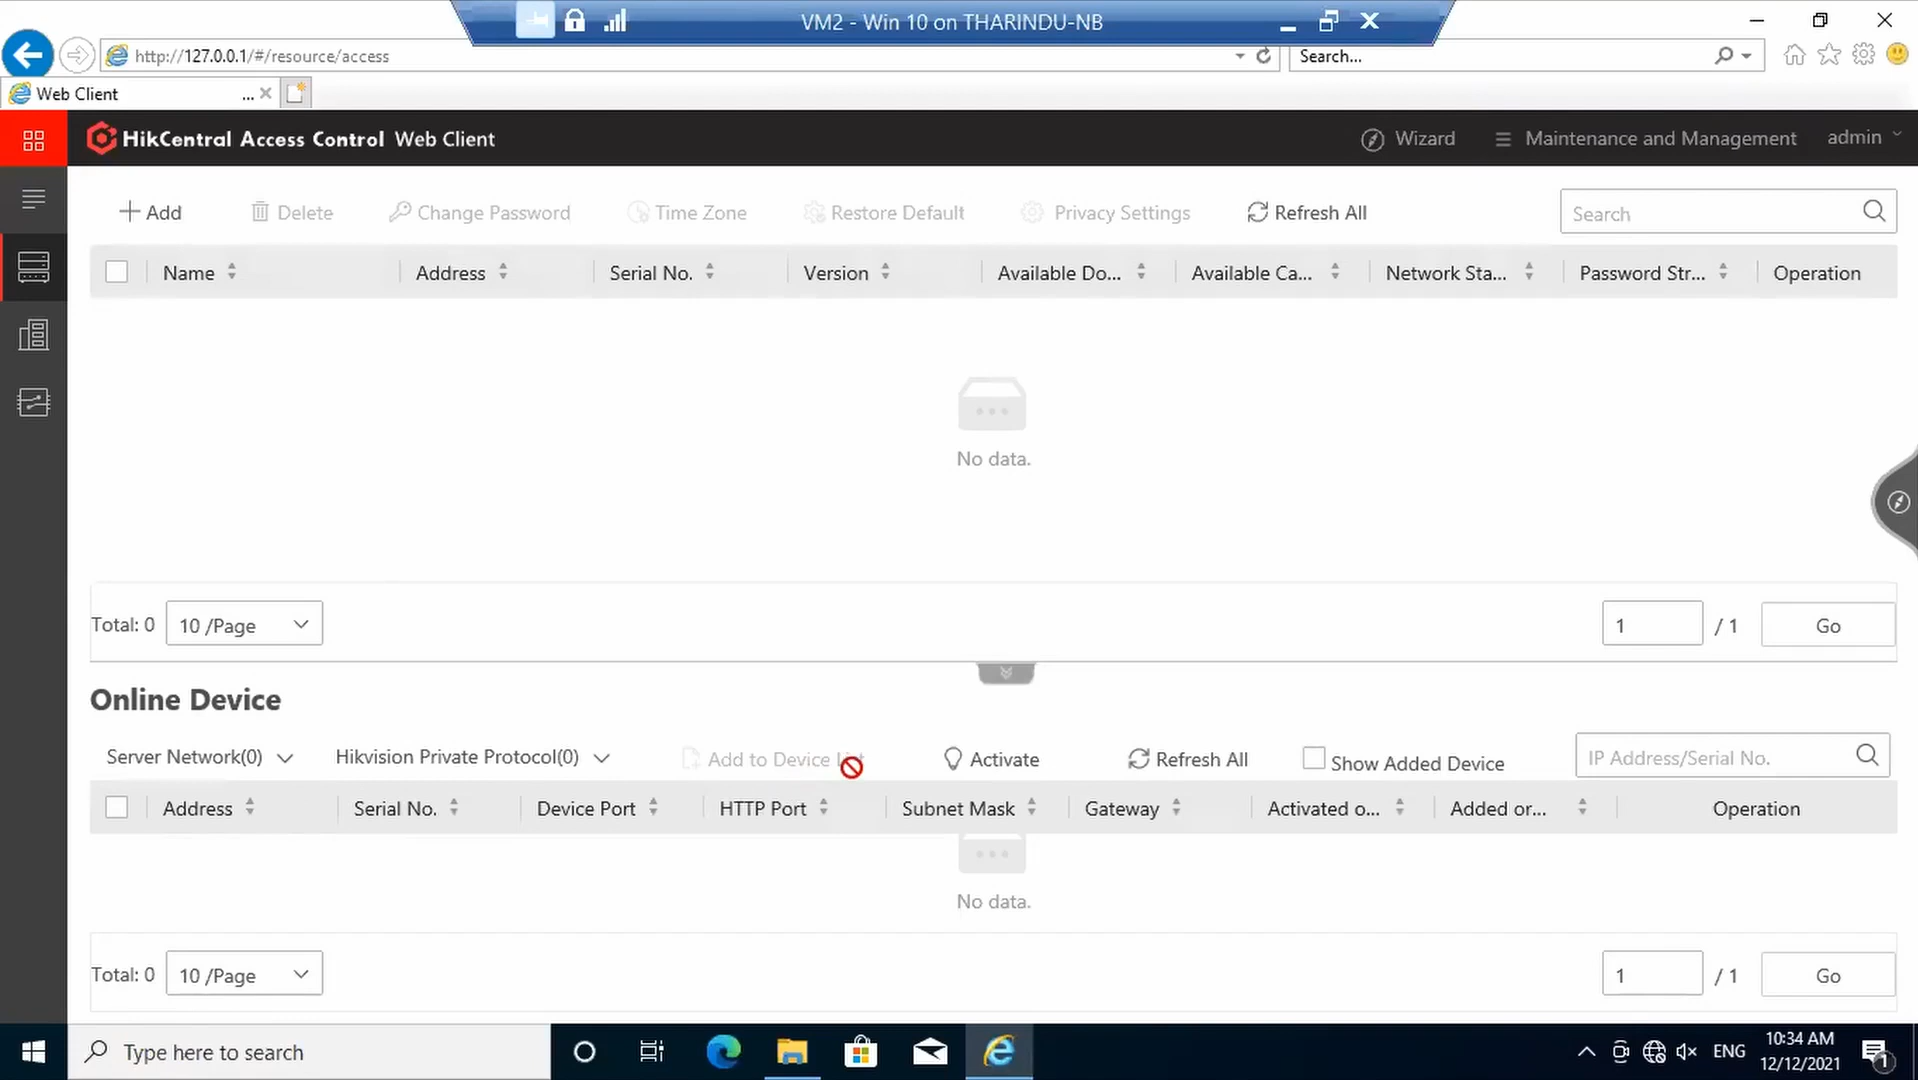 VM2 - Win 10 on THARINDU-NB
http://127.0.0.1/#/resource/access
Search...
Web Client
...
HikCentral Access Control Web Client
Wizard
Maintenance and Management
admin
Add
Delete
Change Password
Time Zone
Restore Default
Privacy Settings
Refresh All
Search
Name
Address
Serial No.
Version
Available Do...
Available Ca...
Network Sta...
Password Str...
Operation
No data.
Total: 0
10 /Page
1
/ 1
Go
Online Device
Server Network(0)
Hikvision Private Protocol(0)
Add to Device List
Activate
Refresh All
Show Added Device
IP Address/Serial No.
Address
Serial No.
Device Port
HTTP Port
Subnet Mask
Gateway
Activated o...
Added or...
Operation
No data.
Total: 0
10 /Page
1
/ 1
Go
Type here to search
ENG
10:34 AM
12/12/2021
1